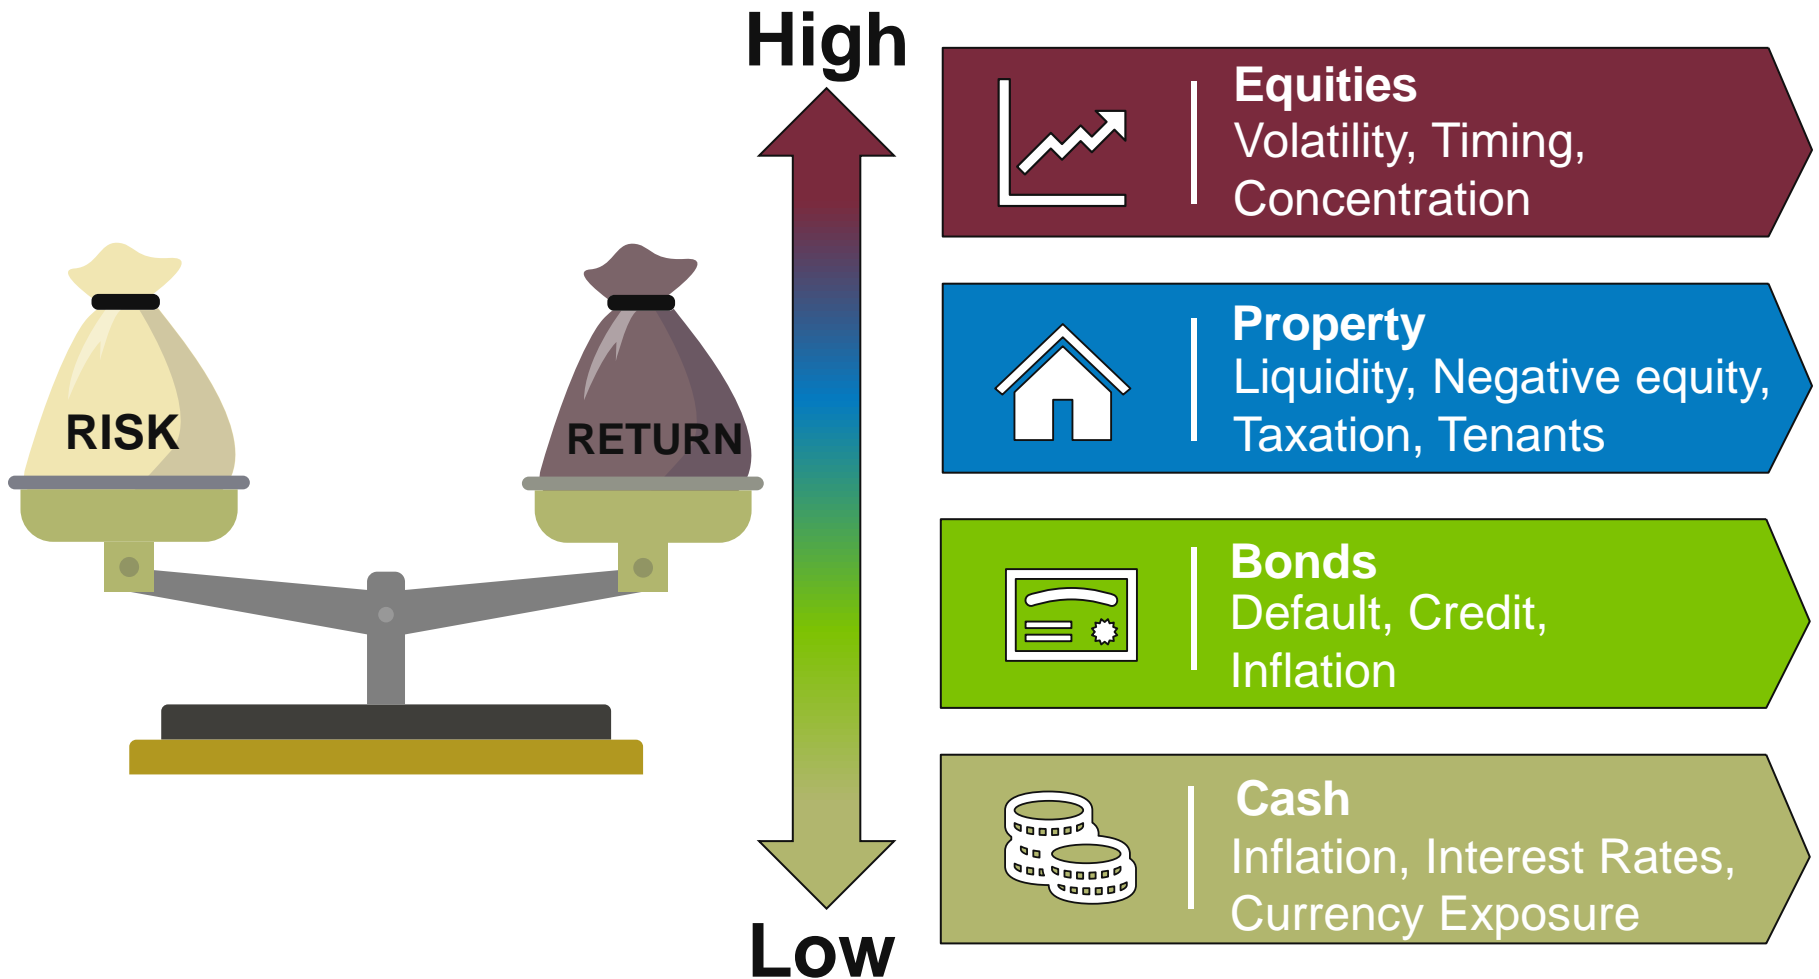 High
Equities
Volatility, Timing,
Concentration
Property
Liquidity, Negative equity,
Taxation, Tenants
RISK
RETURN
Bonds
Default, Credit,
Inflation
Cash
Inflation, Interest Rates,
Currency Exposure
Low